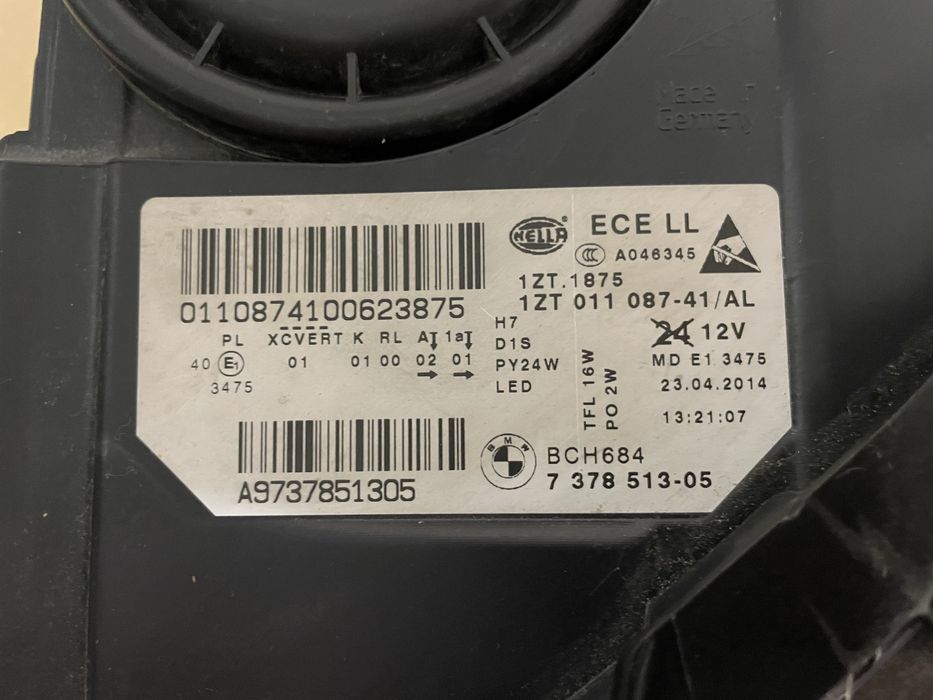 Made
Germany
HELLA
ECE LL
CCC A046345
1ZT.1875
1ZT 011 087-41/AL
0110874100623875
H7
D1S
PY24W
LED
TFL 16W
PO 2W
24 12V
MD E1 3475
23.04.2014
13:21:07
PL XCVERT K RL A 1a
40 E1 01 01 00 02 01
3475
A9737851305
BMW
BCH684
7 378 513-05